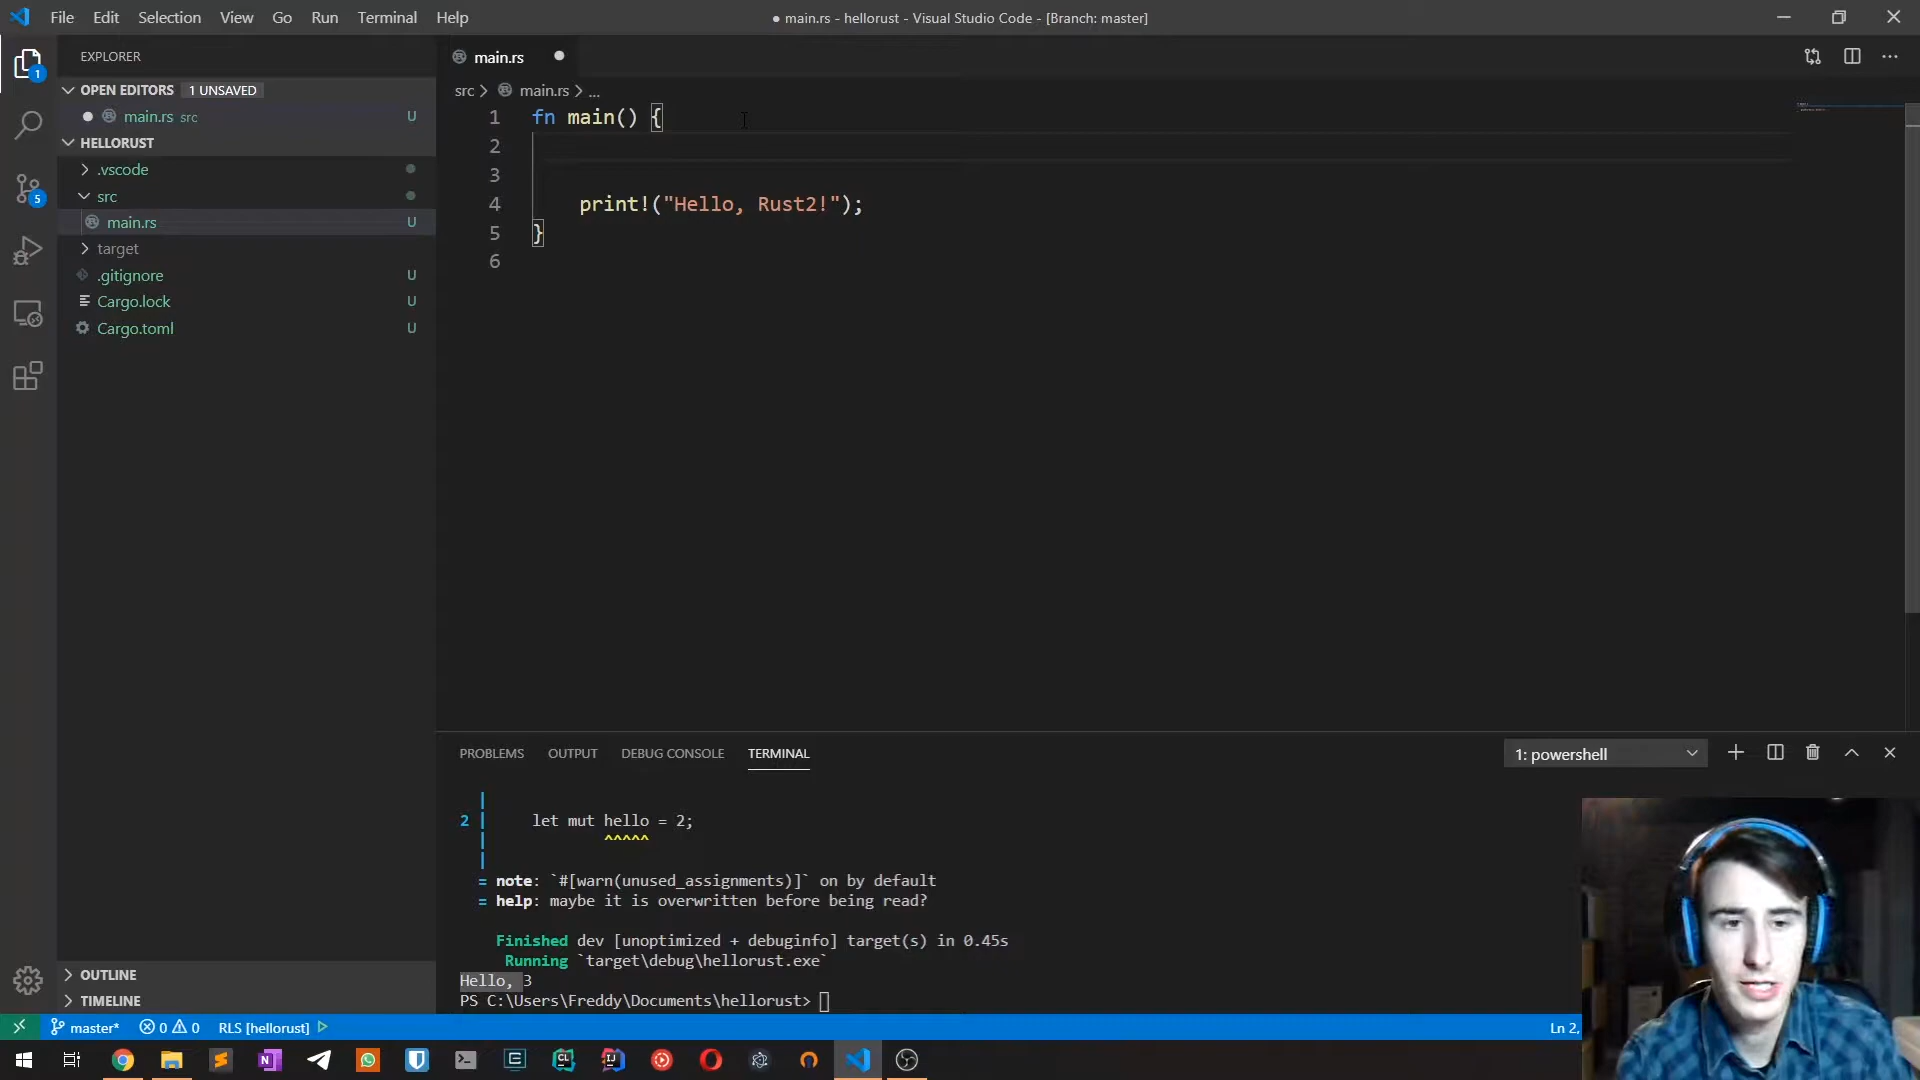 File Edit Selection View Go Run Terminal Help
● main.rs - hellorust - Visual Studio Code - [Branch: master]
EXPLORER
OPEN EDITORS 1 UNSAVED
main.rs src U
HELLORUST
.vscode
src
main.rs U
target
.gitignore U
Cargo.lock U
Cargo.toml U
OUTLINE
TIMELINE
1
5
main.rs
src > main.rs > ...
1 fn main() {
2
3
4 print!("Hello, Rust2!");
5 }
6
PROBLEMS OUTPUT DEBUG CONSOLE TERMINAL
1: powershell
|
2 | let mut hello = 2;
| ^^^^^
|
= note: `#[warn(unused_assignments)]` on by default
= help: maybe it is overwritten before being read?
Finished dev [unoptimized + debuginfo] target(s) in 0.45s
Running `target\debug\hellorust.exe`
Hello, 3
PS C:\Users\Freddy\Documents\hellorust>
master* 0 0 RLS [hellorust] Ln 2,
N CL IJ